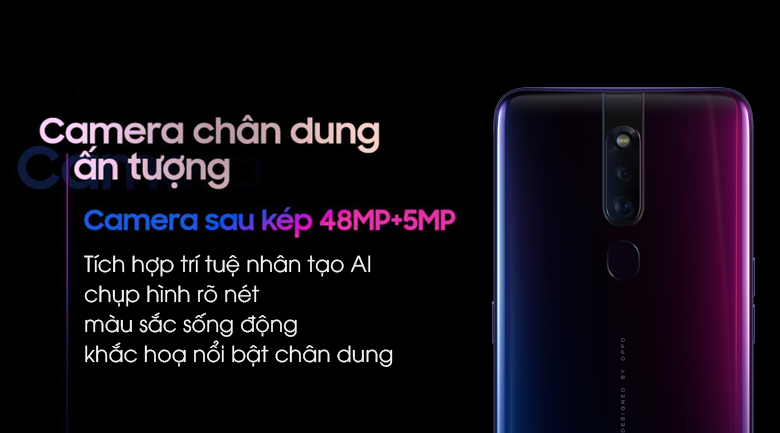 Camera chân dung
ấn tượng
Camera sau kép 48MP+5MP
Tích hợp trí tuệ nhân tạo AI
chụp hình rõ nét
màu sắc sống động
khắc hoạ nổi bật chân dung
DESIGNED BY OPPO